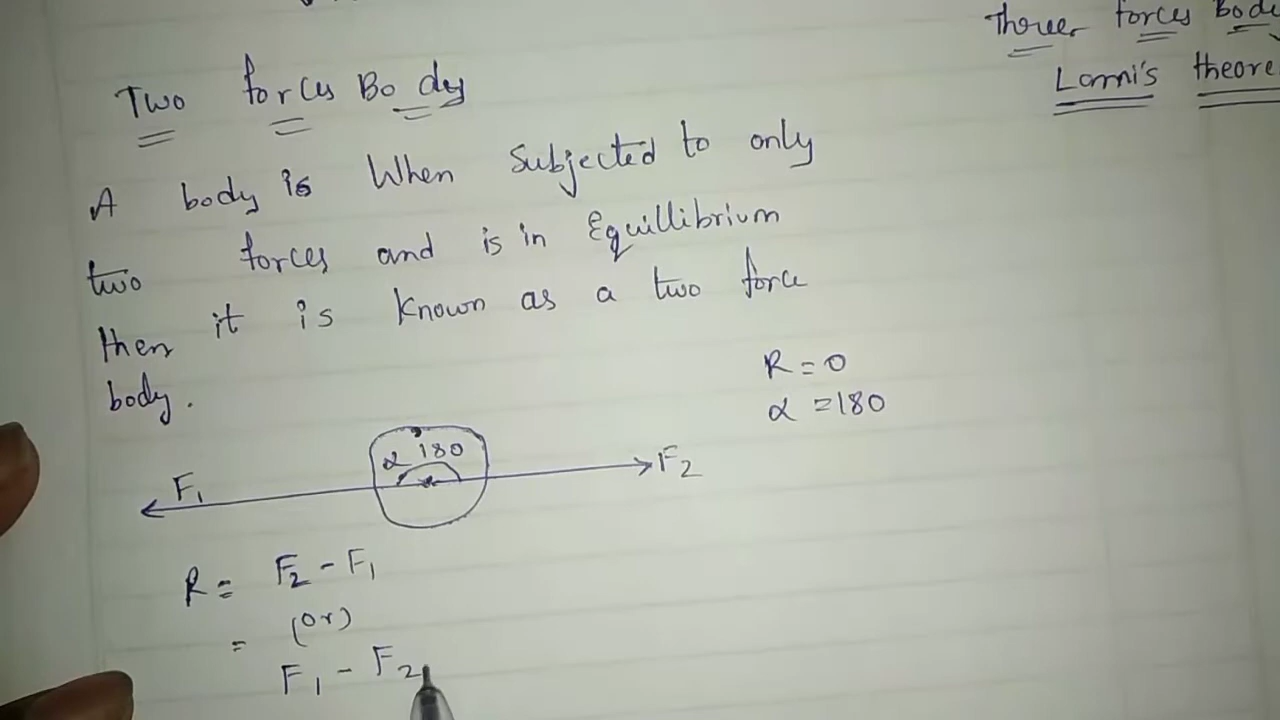 Two forces Body
A body is When Subjected to only
two forces and is in Equillibrium
then it is known as a two force
body.
R = 0
α = 180
α 180
F1
F2
R = F2 - F1
= (or)
F1 - F2
Three forces Body
Lami's theore